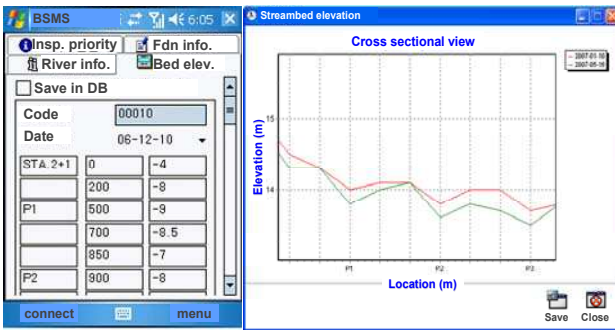 BSMS 6:05
Insp. priority Fdn info.
River info. Bed elev.
Save in DB
Code 00010
Date 06-12-10
STA.2+1 0 -4
200 -8
P1 500 -9
700 -8.5
850 -7
P2 900 -8
connect menu
Streambed elevation
Cross sectional view
2007-01-10
2007-05-16
15
14
Elevation (m)
P1 P2 P3
Location (m)
Save Close